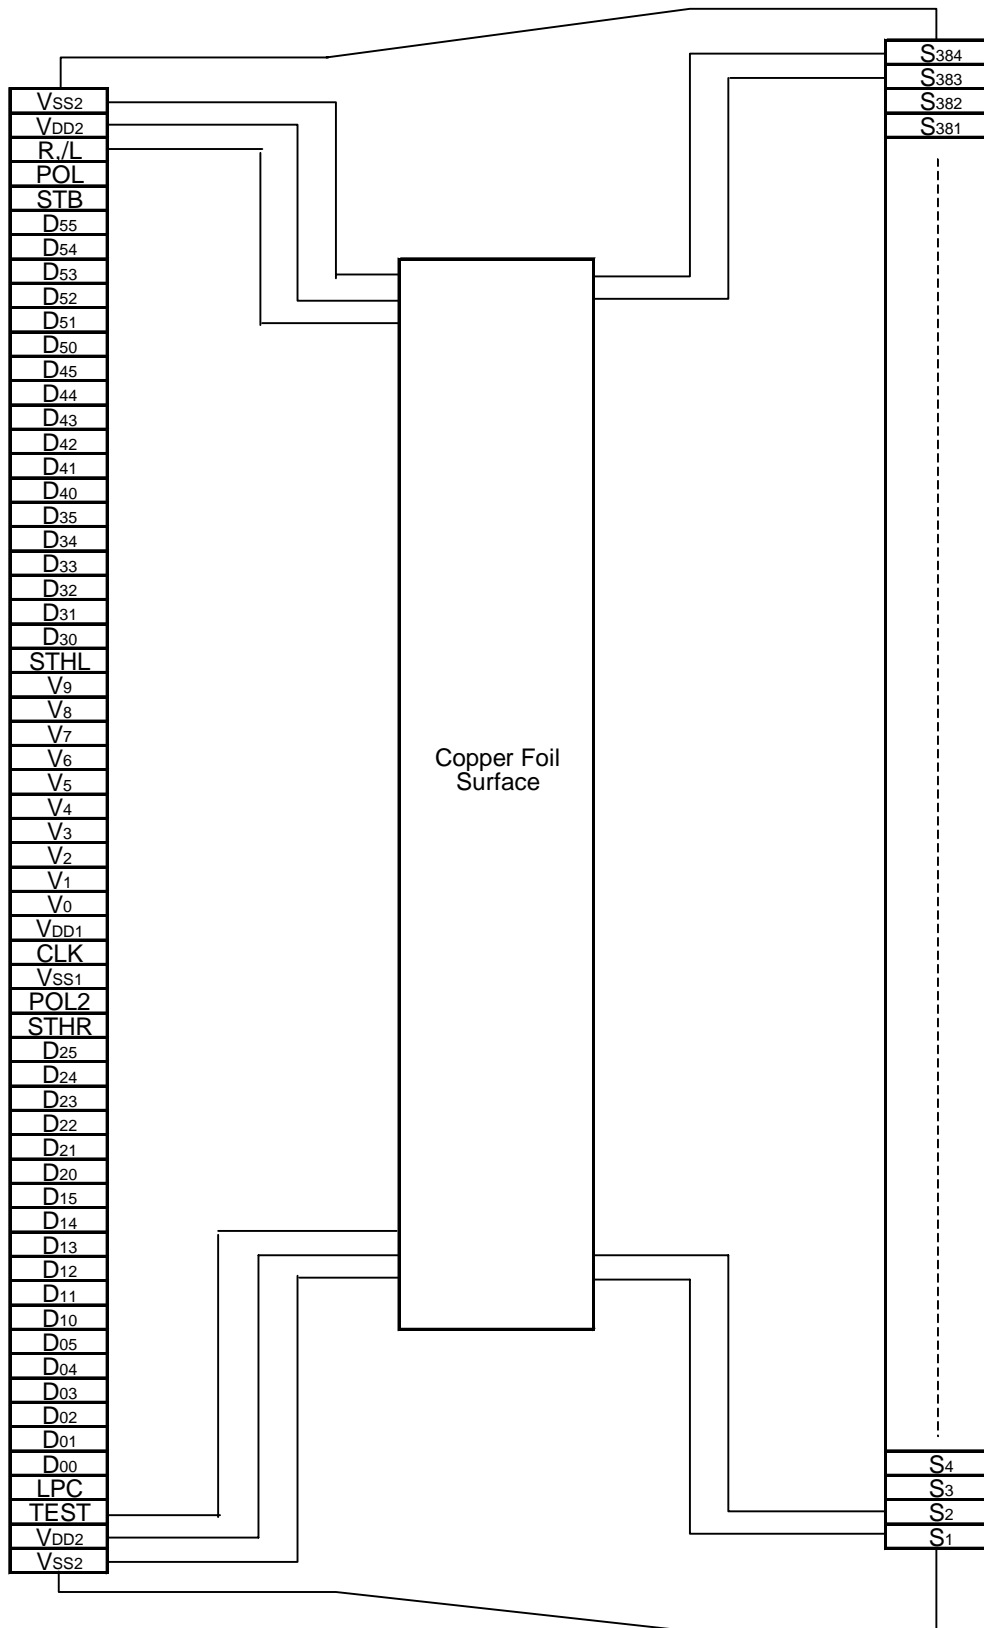 VSS2
VDD2
R,/L
POL
STB
D55
D54
D53
D52
D51
D50
D45
D44
D43
D42
D41
D40
D35
D34
D33
D32
D31
D30
STHL
V9
V8
V7
V6
V5
V4
V3
V2
V1
V0
VDD1
CLK
VSS1
POL2
STHR
D25
D24
D23
D22
D21
D20
D15
D14
D13
D12
D11
D10
D05
D04
D03
D02
D01
D00
LPC
TEST
VDD2
VSS2
Copper Foil
Surface
S384
S383
S382
S381
S4
S3
S2
S1